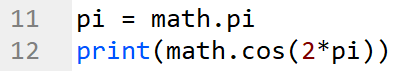 11 pi = math.pi
12 print(math.cos(2*pi))